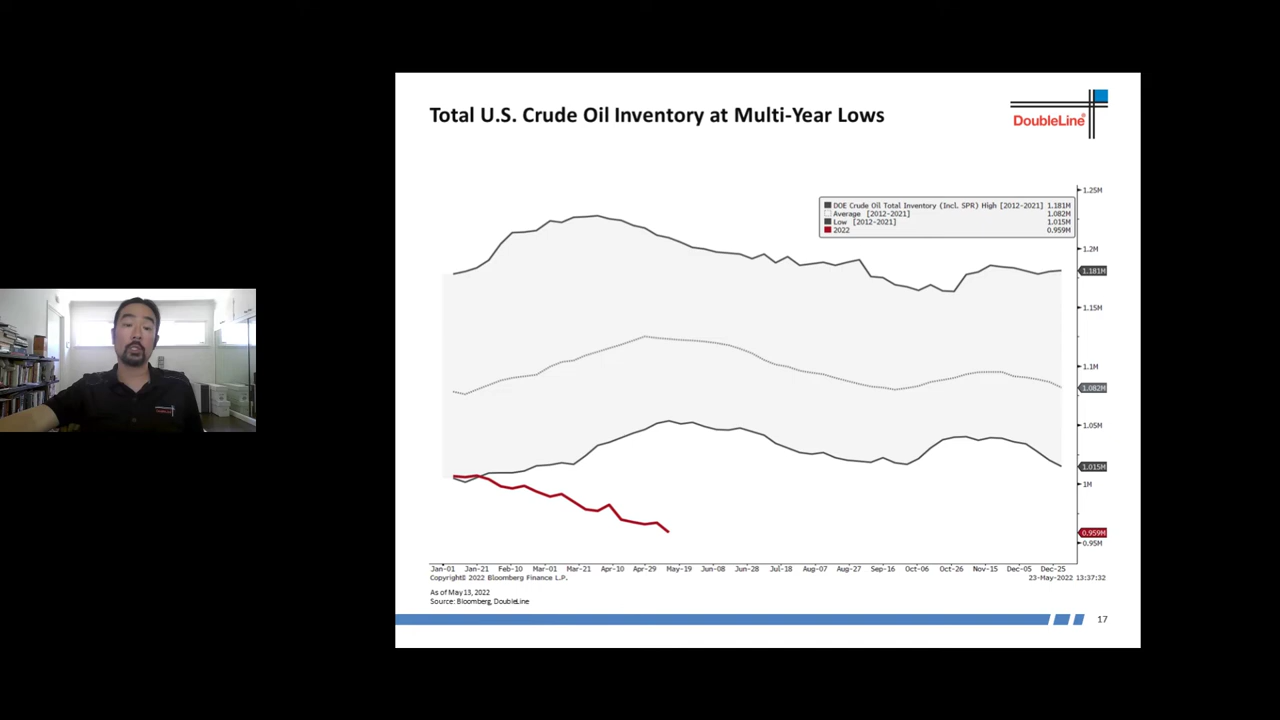 Total U.S. Crude Oil Inventory at Multi-Year Lows
DoubleLine®
DOE Crude Oil Total Inventory (Incl. SPR) High [2012-2021] 1.181M
Average [2012-2021] 1.082M
Low [2012-2021] 1.015M
2022 0.959M
1.25M
1.2M
1.181M
1.15M
1.1M
1.082M
1.05M
1.015M
1M
0.959M
0.95M
Jan-01 Jan-21 Feb-10 Mar-01 Mar-21 Apr-10 Apr-29 May-19 Jun-08 Jun-28 Jul-18 Aug-07 Aug-27 Sep-16 Oct-06 Oct-26 Nov-15 Dec-05 Dec-25
Copyright© 2022 Bloomberg Finance L.P. 23-May-2022 13:37:32
As of May 13, 2022
Source: Bloomberg, DoubleLine
17